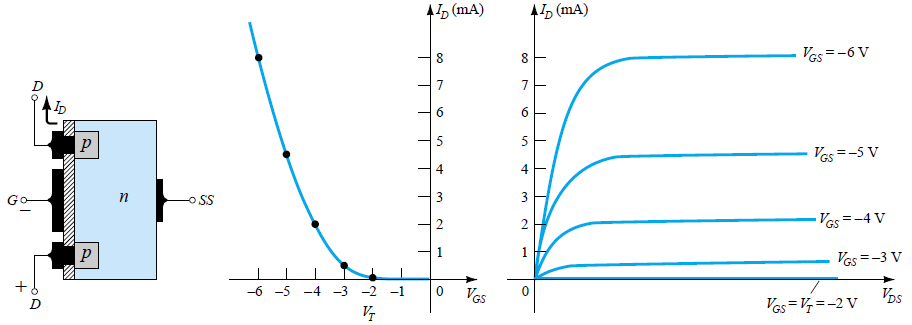 D
I_D
p
G
−
n
SS
p
+
D
I_D (mA)
8
7
6
5
4
3
2
1
−6 −5 −4 −3 −2 −1 0 V_GS
V_T
I_D (mA)
8
7
6
5
4
3
2
1
0
V_GS = −6 V
V_GS = −5 V
V_GS = −4 V
V_GS = −3 V
V_DS
V_GS = V_T = −2 V